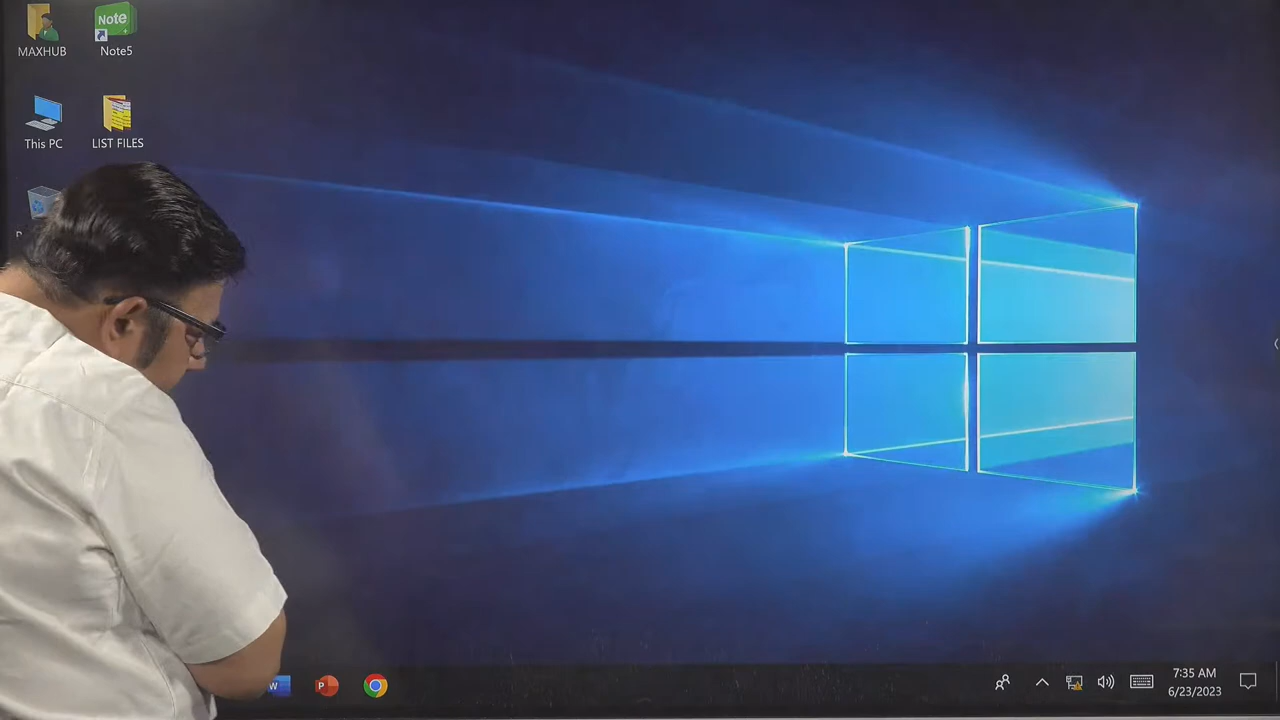 MAXHUB
Note
Note5
This PC
LIST FILES
W
P
7:35 AM
6/23/2023